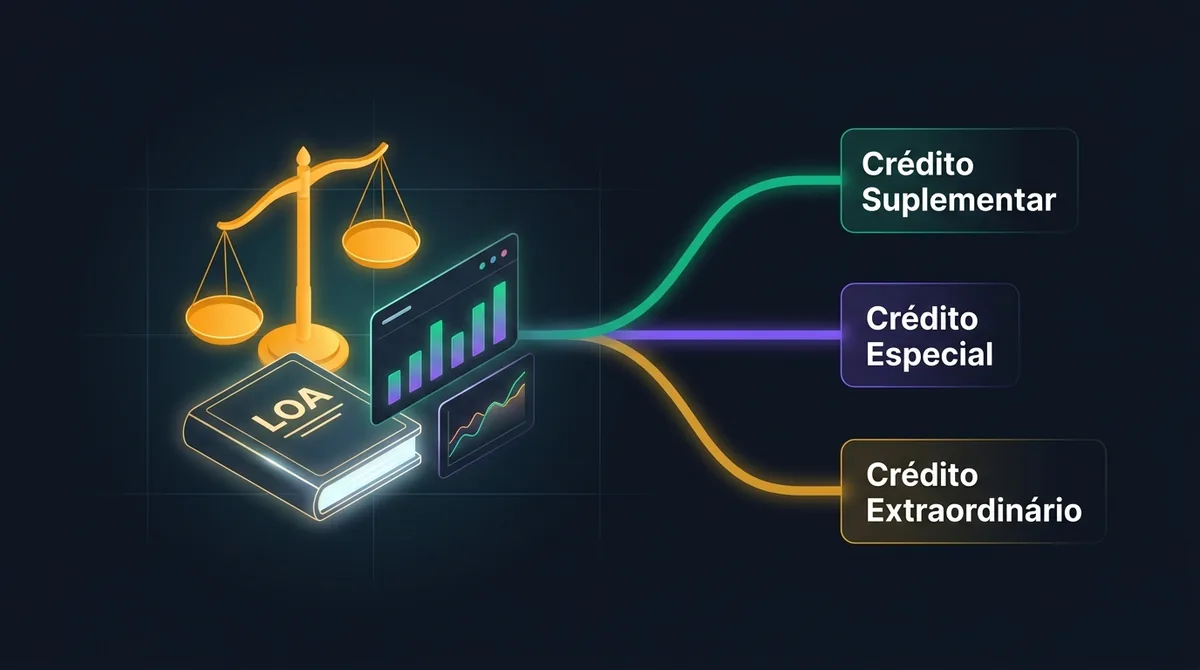 LOA
Crédito
Suplementar
Crédito
Especial
Crédito
Extraordinário